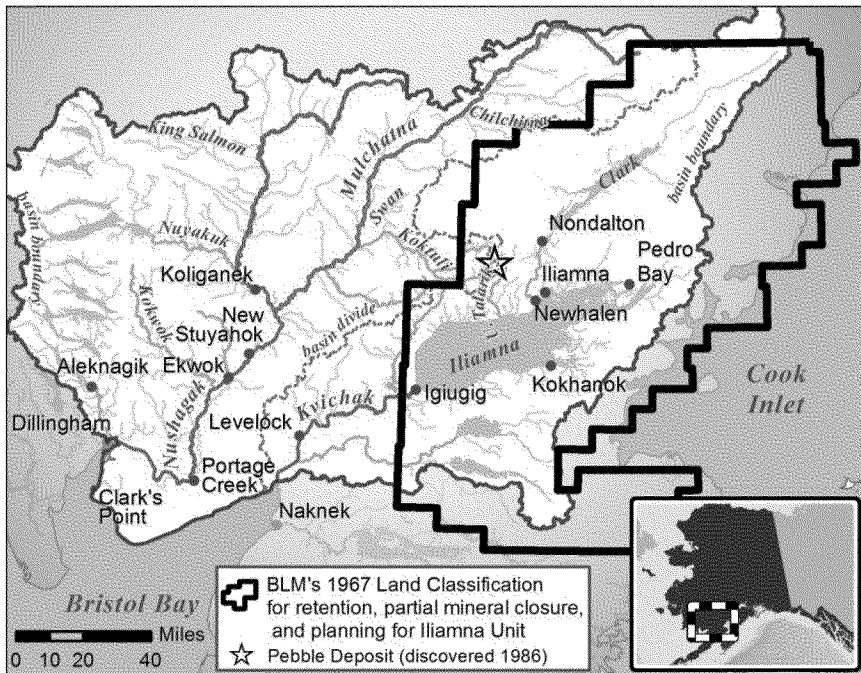 King Salmon
Mulchatna
Chilchitna
basin boundary
Clark
Swan
basin boundary
Nuyakuk
Koktuli
Nondalton
Koliganek
Talarik
Iliamna
Pedro
Bay
New
Stuyahok
Kokwok
basin divide
Newhalen
Iliamna
Aleknagik
Ekwok
Kokhanok
Cook
Inlet
Igiugig
Dillingham
Nushagak
Levelock
Kvichak
Portage
Creek
Clark's
Point
Naknek
Bristol Bay
Miles
0 10 20 40
BLM's 1967 Land Classification
for retention, partial mineral closure,
and planning for Iliamna Unit
Pebble Deposit (discovered 1986)